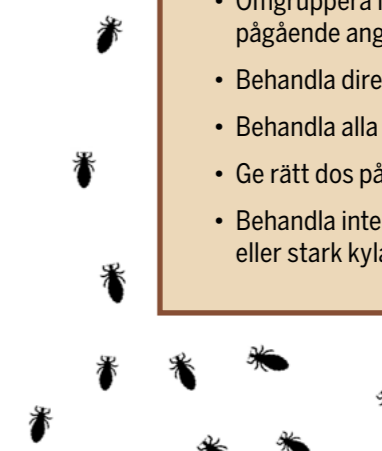 • Omgruppera
pågående ang
• Behandla dire
• Behandla alla
• Ge rätt dos på
• Behandla inte
eller stark kyla